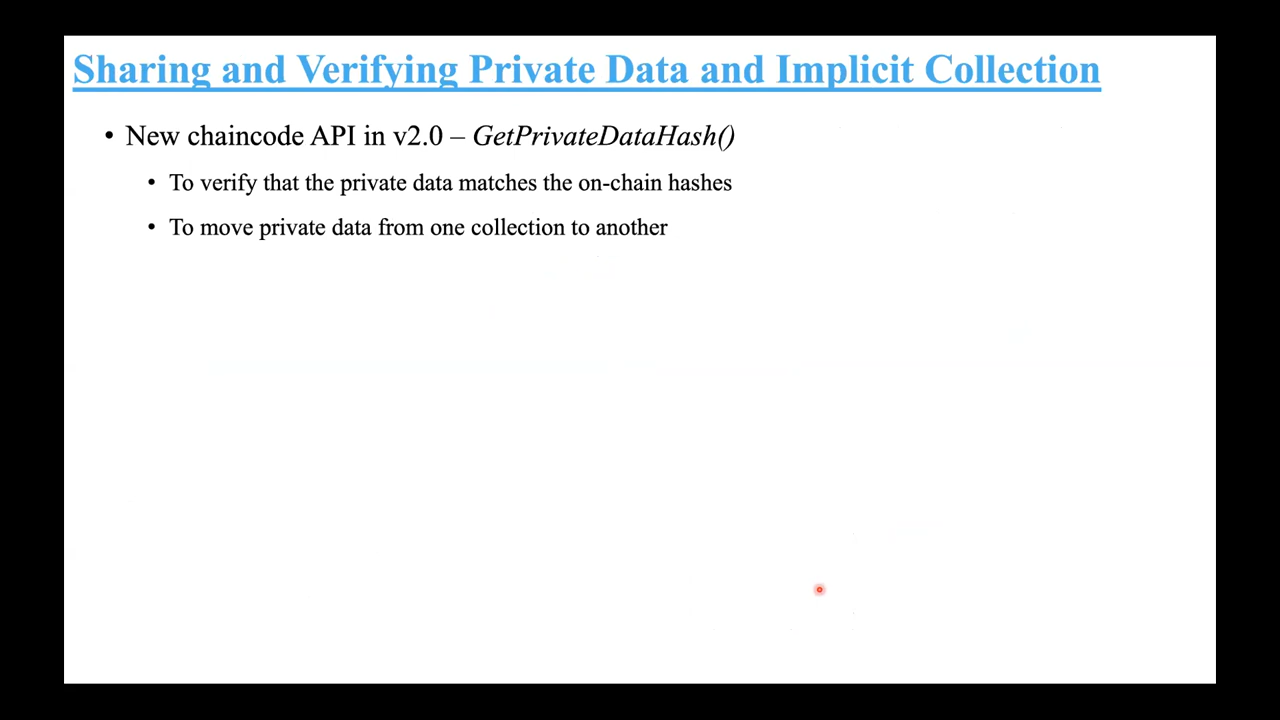 Sharing and Verifying Private Data and Implicit Collection
• New chaincode API in v2.0 – GetPrivateDataHash()
• To verify that the private data matches the on-chain hashes
• To move private data from one collection to another